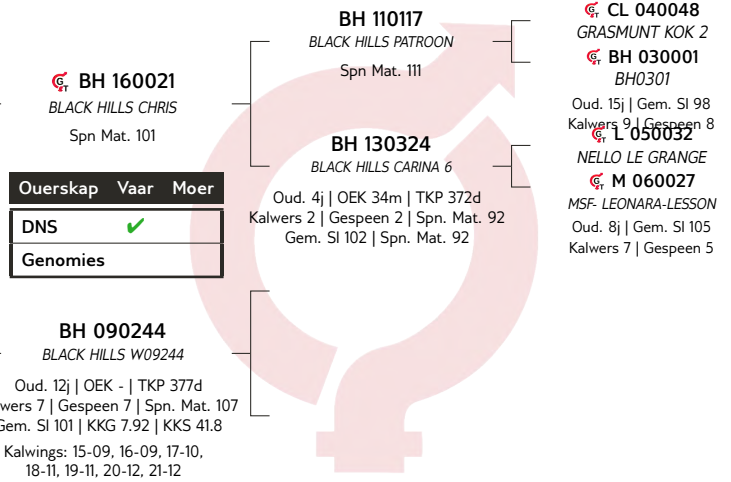 BH 160021
BLACK HILLS CHRIS
Spn Mat. 101
Ouerskap Vaar Moer
DNS ✔
Genomies
BH 090244
BLACK HILLS W09244
Oud. 12j | OEK - | TKP 377d
wers 7 | Gespeen 7 | Spn. Mat. 107
Gem. SI 101 | KKG 7.92 | KKS 41.8
Kalwings: 15-09, 16-09, 17-10,
18-11, 19-11, 20-12, 21-12
BH 110117
BLACK HILLS PATROON
Spn Mat. 111
BH 130324
BLACK HILLS CARINA 6
Oud. 4j | OEK 34m | TKP 372d
Kalwers 2 | Gespeen 2 | Spn. Mat. 92
Gem. SI 102 | Spn. Mat. 92
CL 040048
GRASMUNT KOK 2
BH 030001
BH0301
Oud. 15j | Gem. SI 98
Kalwers 9 | Gespeen 8
L 050032
NELLO LE GRANGE
M 060027
MSF- LEONARA-LESSON
Oud. 8j | Gem. SI 105
Kalwers 7 | Gespeen 5